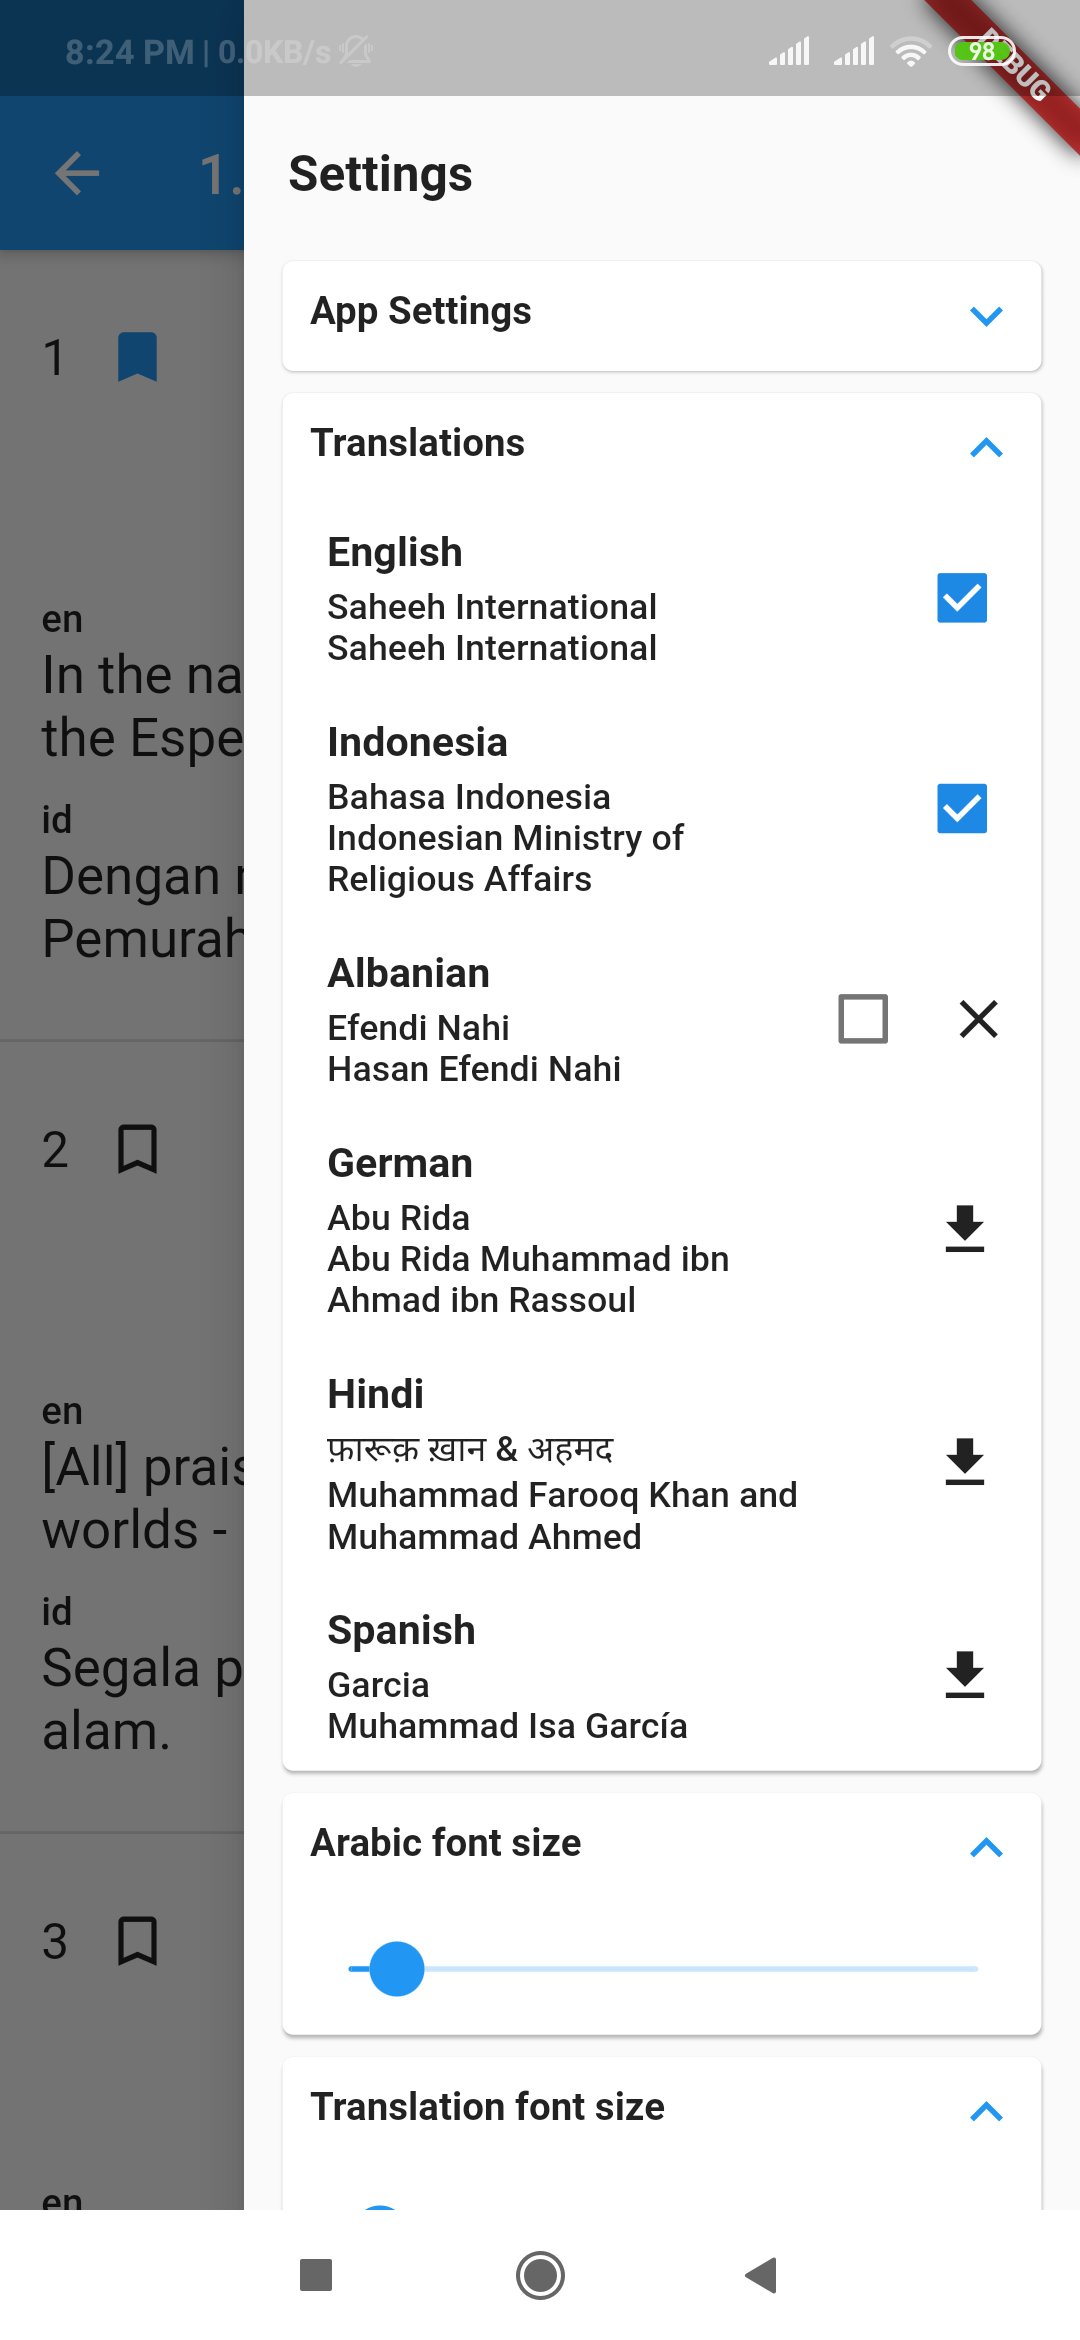 8:24 PM | 0.0KB/s
98
DEBUG
1.
Settings
App Settings
Translations
English
Saheeh International
Saheeh International
Indonesia
Bahasa Indonesia
Indonesian Ministry of
Religious Affairs
Albanian
Efendi Nahi
Hasan Efendi Nahi
German
Abu Rida
Abu Rida Muhammad ibn
Ahmad ibn Rassoul
Hindi
फ़ारूक़ ख़ान & अहमद
Muhammad Farooq Khan and
Muhammad Ahmed
Spanish
Garcia
Muhammad Isa García
Arabic font size
Translation font size
1
en
In the na
the Espe
id
Dengan
Pemurah
2
en
[All] prais
worlds -
id
Segala p
alam.
3
en